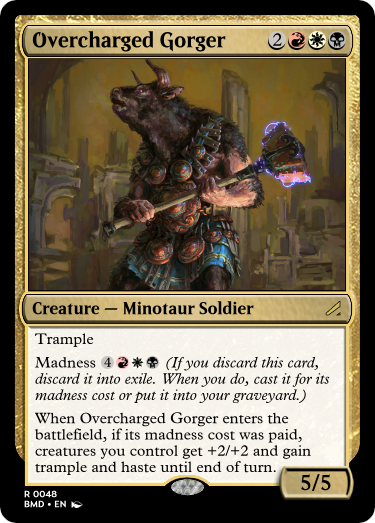 Overcharged Gorger 2
Creature — Minotaur Soldier
Trample
Madness 4 (If you discard this card,
discard it into exile. When you do, cast it for its
madness cost or put it into your graveyard.)
When Overcharged Gorger enters the
battlefield, if its madness cost was paid,
creatures you control get +2/+2 and gain
trample and haste until end of turn.
5/5
R 0048
BMD • EN